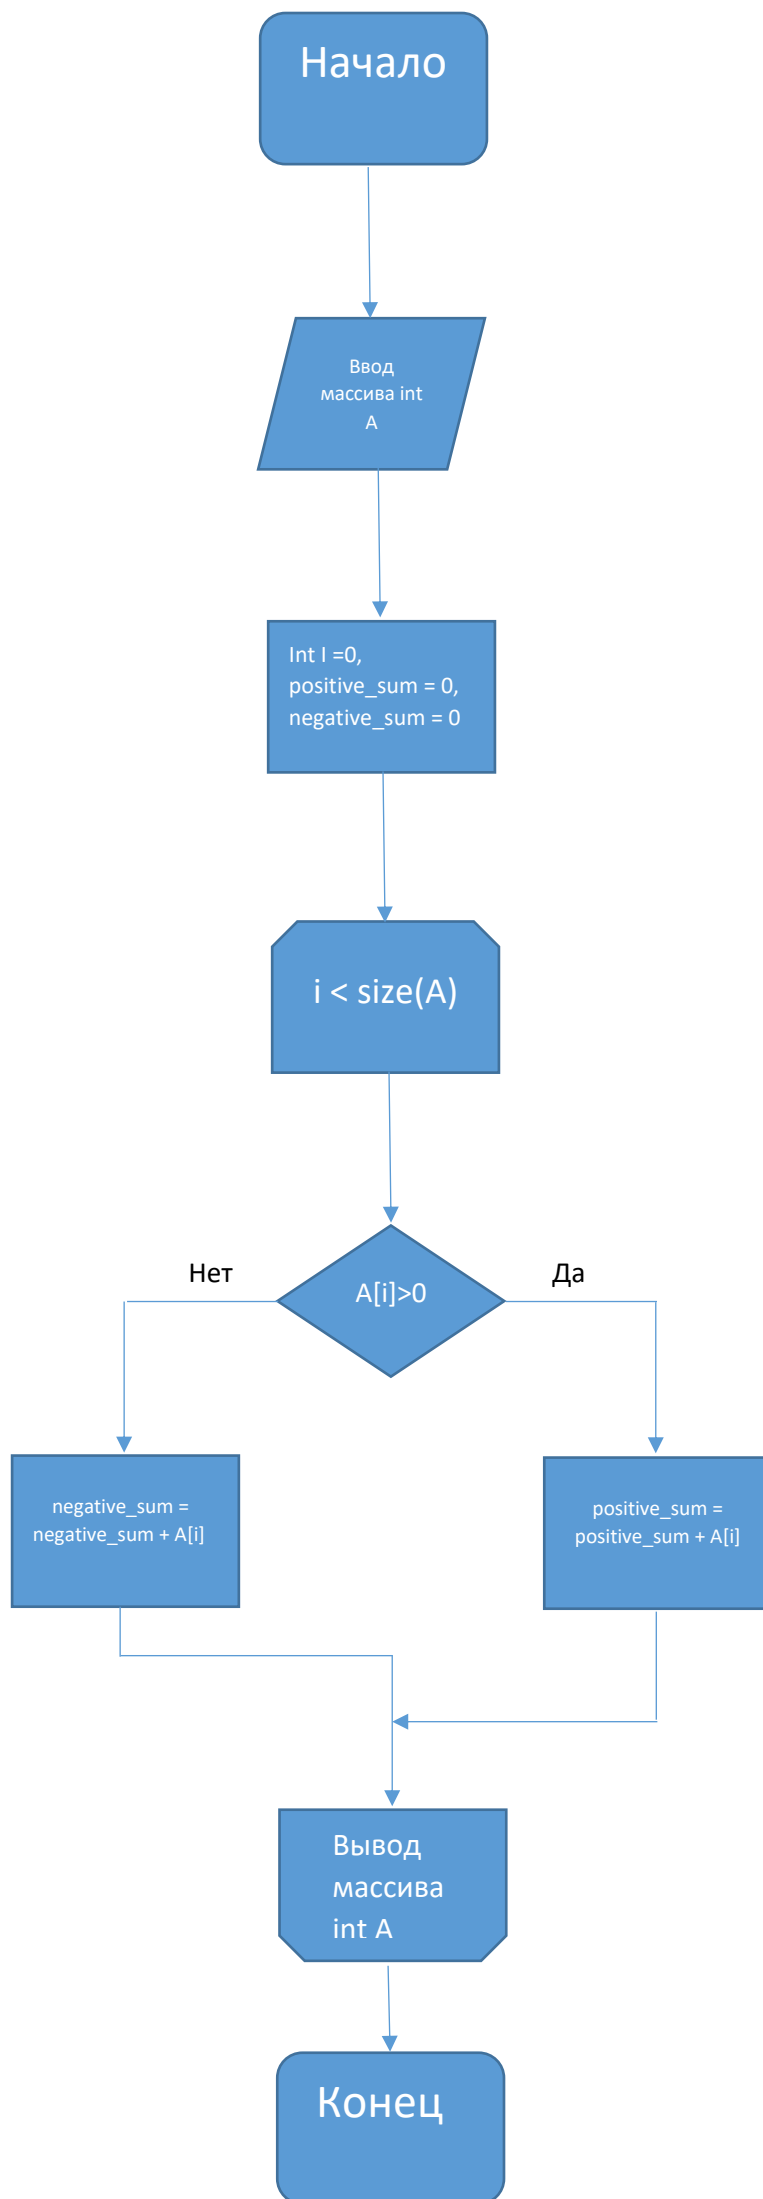 Начало
Ввод
массива int
A
Int I =0,
positive_sum = 0,
negative_sum = 0
i < size(A)
Нет
A[i]>0
Да
negative_sum =
negative_sum + A[i]
positive_sum =
positive_sum + A[i]
Вывод
массива
int A
Конец